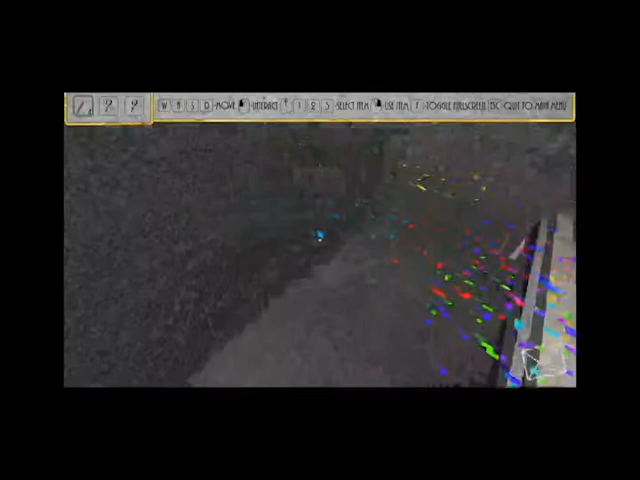 ? ? W A S D -MOVE -INTERACT 1 2 3 -SELECT ITEM -USE ITEM F -TOGGLE FULLSCREEN ESC -QUIT TO MAIN MENU